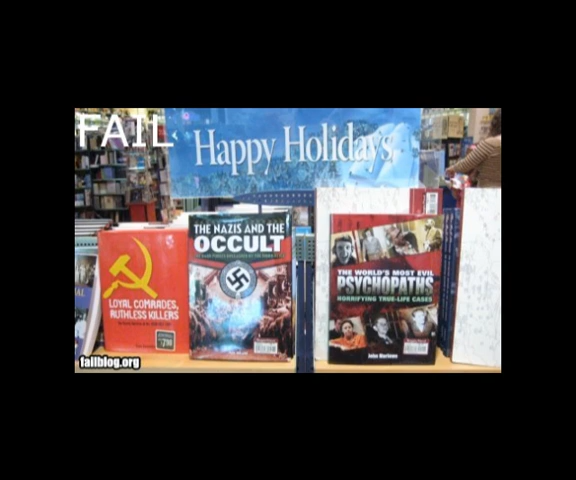 FAIL
Happy Holidays
LOYAL COMRADES,
RUTHLESS KILLERS
THE NAZIS AND THE
OCCULT
THE WORLD'S MOST EVIL
PSYCHOPATHS
HORRIFYING TRUE-LIFE CASES
John Marlowe
failblog.org